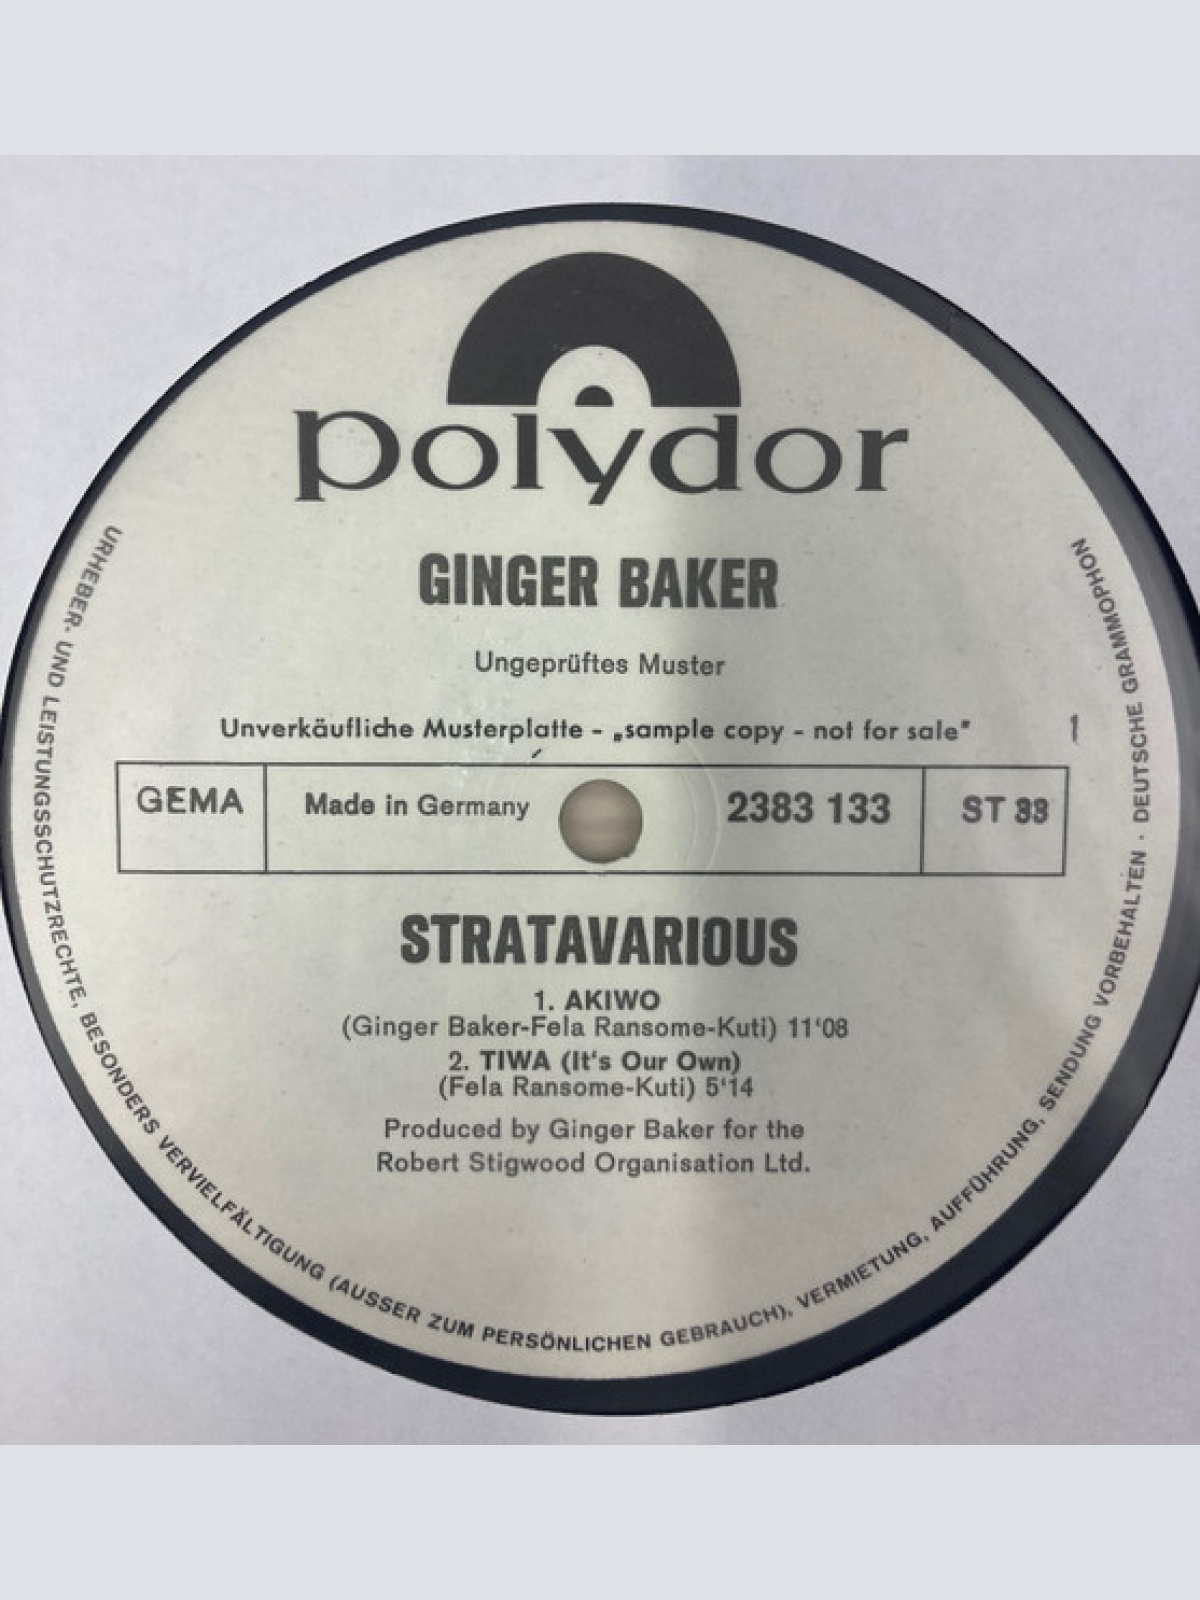 polydor
GINGER BAKER
Ungeprüftes Muster
Unverkäufliche Musterplatte - „sample copy - not for sale"
1
GEMA
Made in Germany
2383 133
ST 33
STRATAVARIOUS
1. AKIWO
(Ginger Baker-Fela Ransome-Kuti) 11'08
2. TIWA (It's Our Own)
(Fela Ransome-Kuti) 5'14
Produced by Ginger Baker for the
Robert Stigwood Organisation Ltd.
URHEBER- UND LEISTUNGSSCHUTZRECHTE, BESONDERS VERVIELFÄLTIGUNG (AUSSER ZUM PERSÖNLICHEN GEBRAUCH), VERMIETUNG, AUFFÜHRUNG, SENDUNG VORBEHALTEN · DEUTSCHE GRAMMOPHON